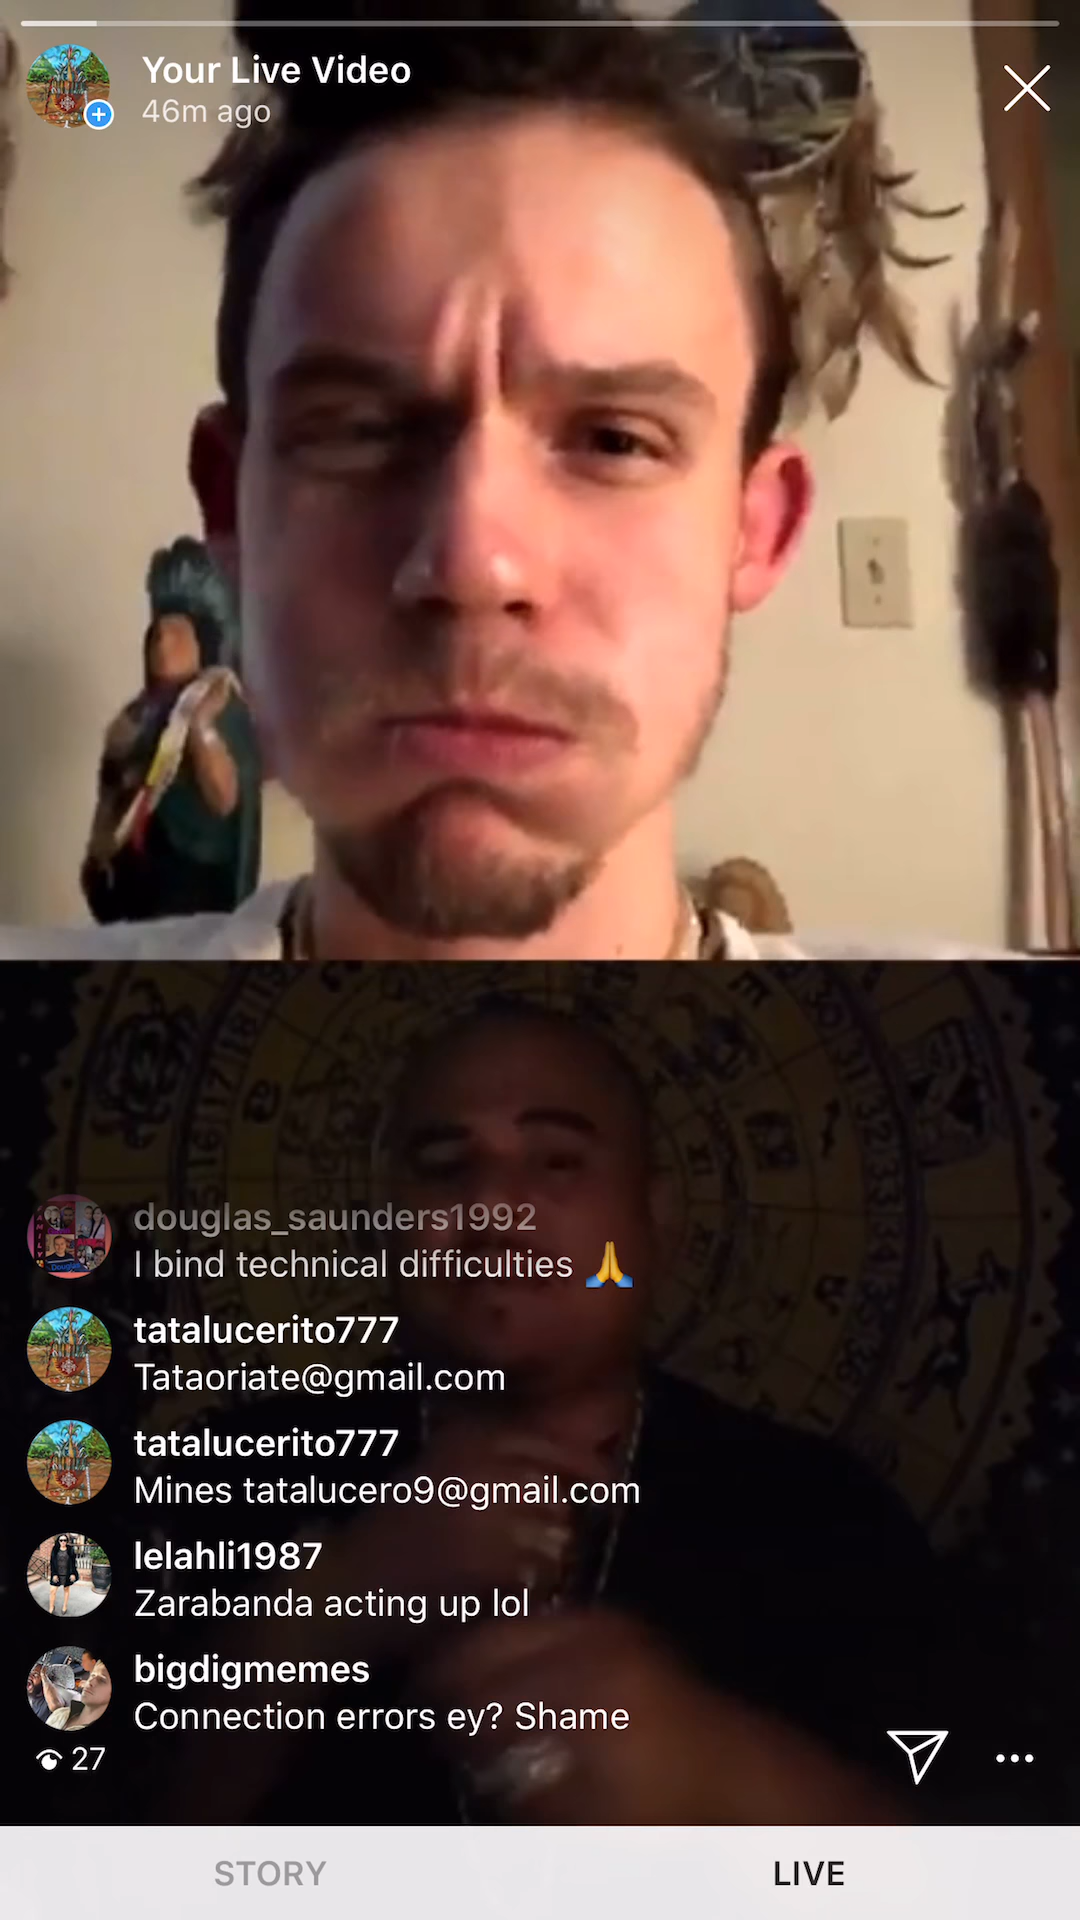 Your Live Video
46m ago
douglas_saunders1992
I bind technical difficulties 🙏
tatalucerito777
Tataoriate@gmail.com
tatalucerito777
Mines tatalucero9@gmail.com
lelahli1987
Zarabanda acting up lol
bigdigmemes
Connection errors ey? Shame
27
STORY
LIVE